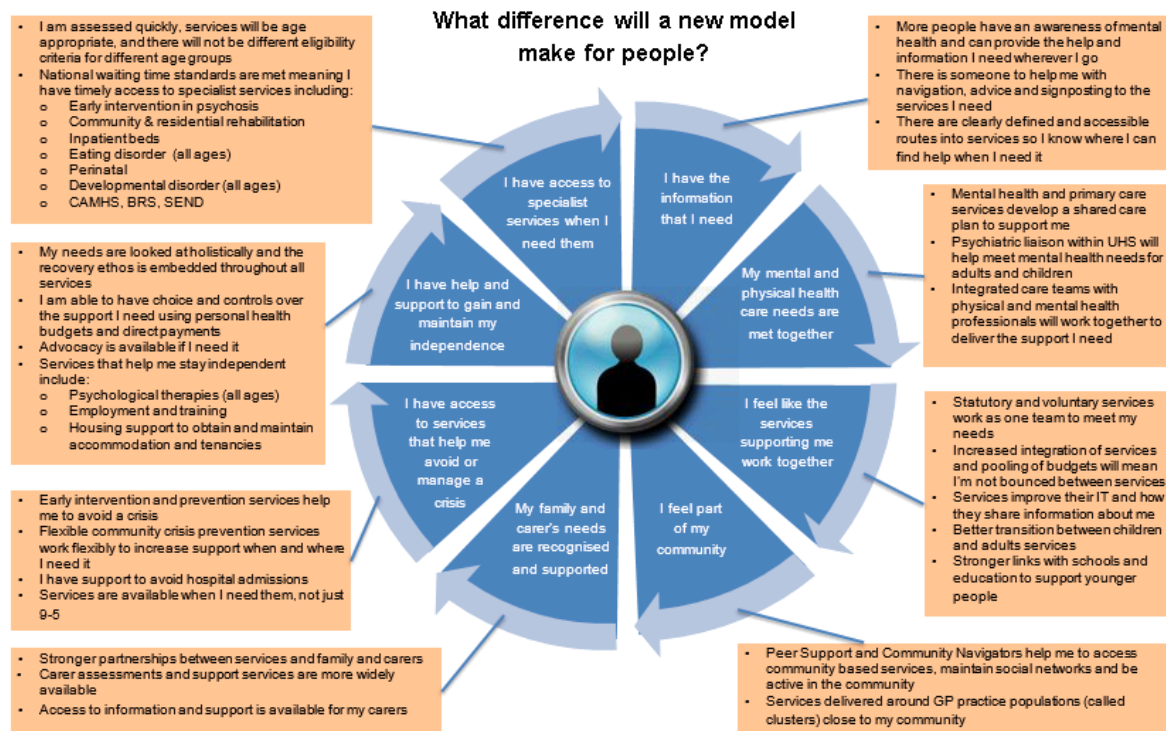 What difference will a new model
make for people?
• I am assessed quickly, services will be age
appropriate, and there will not be different eligibility
criteria for different age groups
• National waiting time standards are met meaning I
have timely access to specialist services including:
o Early intervention in psychosis
o Community & residential rehabilitation
o Inpatient beds
o Eating disorder (all ages)
o Perinatal
o Developmental disorder (all ages)
o CAMHS, BRS, SEND
• More people have an awareness of mental
health and can provide the help and
information I need wherever I go
• There is someone to help me with
navigation, advice and signposting to the
services I need
• There are clearly defined and accessible
routes into services so I know where I can
find help when I need it
I have access to
specialist
services when I
need them
I have the
information
that I need
• Mental health and primary care
services develop a shared care
plan to support me
• Psychiatric liaison within UHS will
help meet mental health needs for
adults and children
• Integrated care teams with
physical and mental health
professionals will work together to
deliver the support I need
• My needs are looked at holistically and the
recovery ethos is embedded throughout all
services
• I am able to have choice and controls over
the support I need using personal health
budgets and direct payments
• Advocacy is available if I need it
• Services that help me stay independent
include:
o Psychological therapies (all ages)
o Employment and training
o Housing support to obtain and maintain
accommodation and tenancies
I have help and
support to gain and
maintain my
independence
My mental and
physical health
care needs are
met together
I have access
to services
that help me
avoid or
manage a
crisis
I feel like the
services
supporting me
work together
• Statutory and voluntary services
work as one team to meet my
needs
• Increased integration of services
and pooling of budgets will mean
I'm not bounced between services
• Services improve their IT and how
they share information about me
• Better transition between children
and adults services
• Stronger links with schools and
education to support younger
people
• Early intervention and prevention services help
me to avoid a crisis
• Flexible community crisis prevention services
work flexibly to increase support when and where
I need it
• I have support to avoid hospital admissions
• Services are available when I need them, not just
9-5
My family and
carer's needs
are recognised
and supported
I feel part
of my
community
• Stronger partnerships between services and family and carers
• Carer assessments and support services are more widely
available
• Access to information and support is available for my carers
• Peer Support and Community Navigators help me to access
community based services, maintain social networks and be
active in the community
• Services delivered around GP practice populations (called
clusters) close to my community